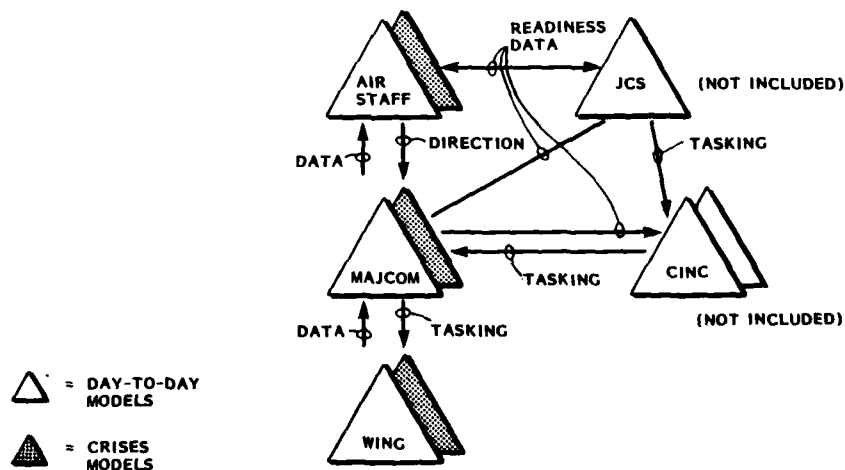 READINESS
DATA
AIR
STAFF
JCS
(NOT INCLUDED)
DATA
DIRECTION
TASKING
MAJCOM
TASKING
CINC
(NOT INCLUDED)
DATA
TASKING
WING
= DAY-TO-DAY
MODELS
= CRISES
MODELS